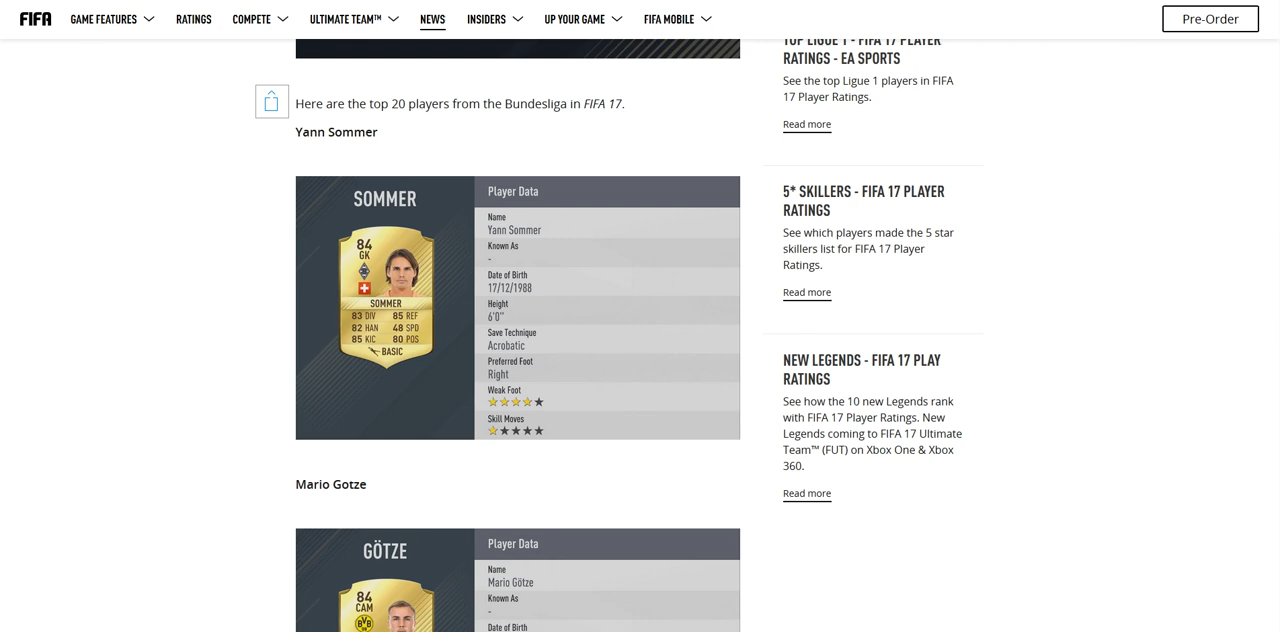 FIFA GAME FEATURES RATINGS COMPETE ULTIMATE TEAM™ NEWS INSIDERS UP YOUR GAME FIFA MOBILE Pre-Order
Here are the top 20 players from the Bundesliga in FIFA 17.
Yann Sommer
SOMMER
84
GK
SOMMER
83 DIV 85 REF
82 HAN 48 SPD
85 KIC 80 POS
BASIC
Player Data
Name
Yann Sommer
Known As
-
Date of Birth
17/12/1988
Height
6'0"
Save Technique
Acrobatic
Preferred Foot
Right
Weak Foot
Skill Moves
Mario Gotze
GÖTZE
84
CAM
BVB
09
Player Data
Name
Mario Götze
Known As
-
Date of Birth
TOP LIGUE 1 - FIFA 17 PLAYER
RATINGS - EA SPORTS
See the top Ligue 1 players in FIFA
17 Player Ratings.
Read more
5* SKILLERS - FIFA 17 PLAYER
RATINGS
See which players made the 5 star
skillers list for FIFA 17 Player
Ratings.
Read more
NEW LEGENDS - FIFA 17 PLAY
RATINGS
See how the 10 new Legends rank
with FIFA 17 Player Ratings. New
Legends coming to FIFA 17 Ultimate
Team™ (FUT) on Xbox One & Xbox
360.
Read more